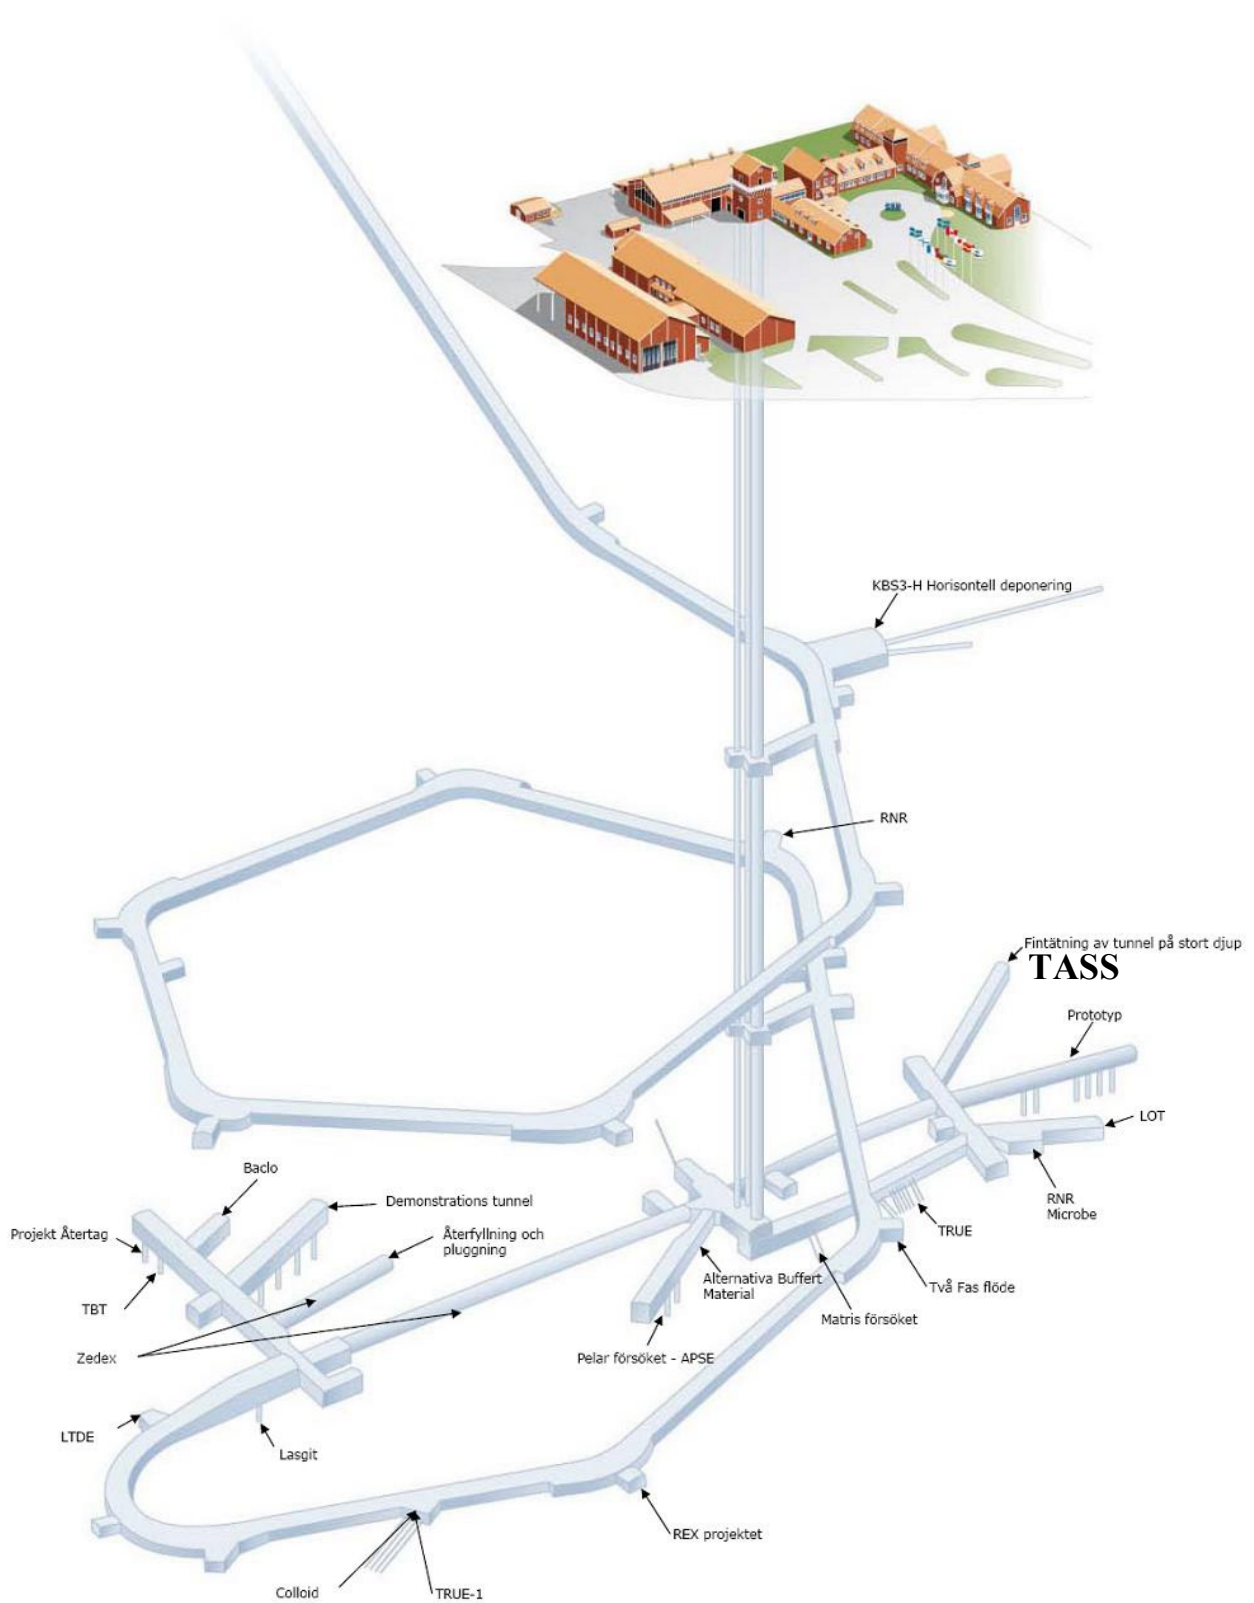 KBS3-H Horisontell deponering
RNR
Fintätning av tunnel på stort djup
TASS
Prototyp
LOT
RNR
Microbe
TRUE
Två Fas flöde
Baclo
Demonstrations tunnel
Projekt Återtag
Återfyllning och
pluggning
TBT
Alternativa Buffert
Material
Matris försöket
Zedex
Pelar försöket - APSE
LTDE
Lasgit
REX projektet
Colloid
TRUE-1